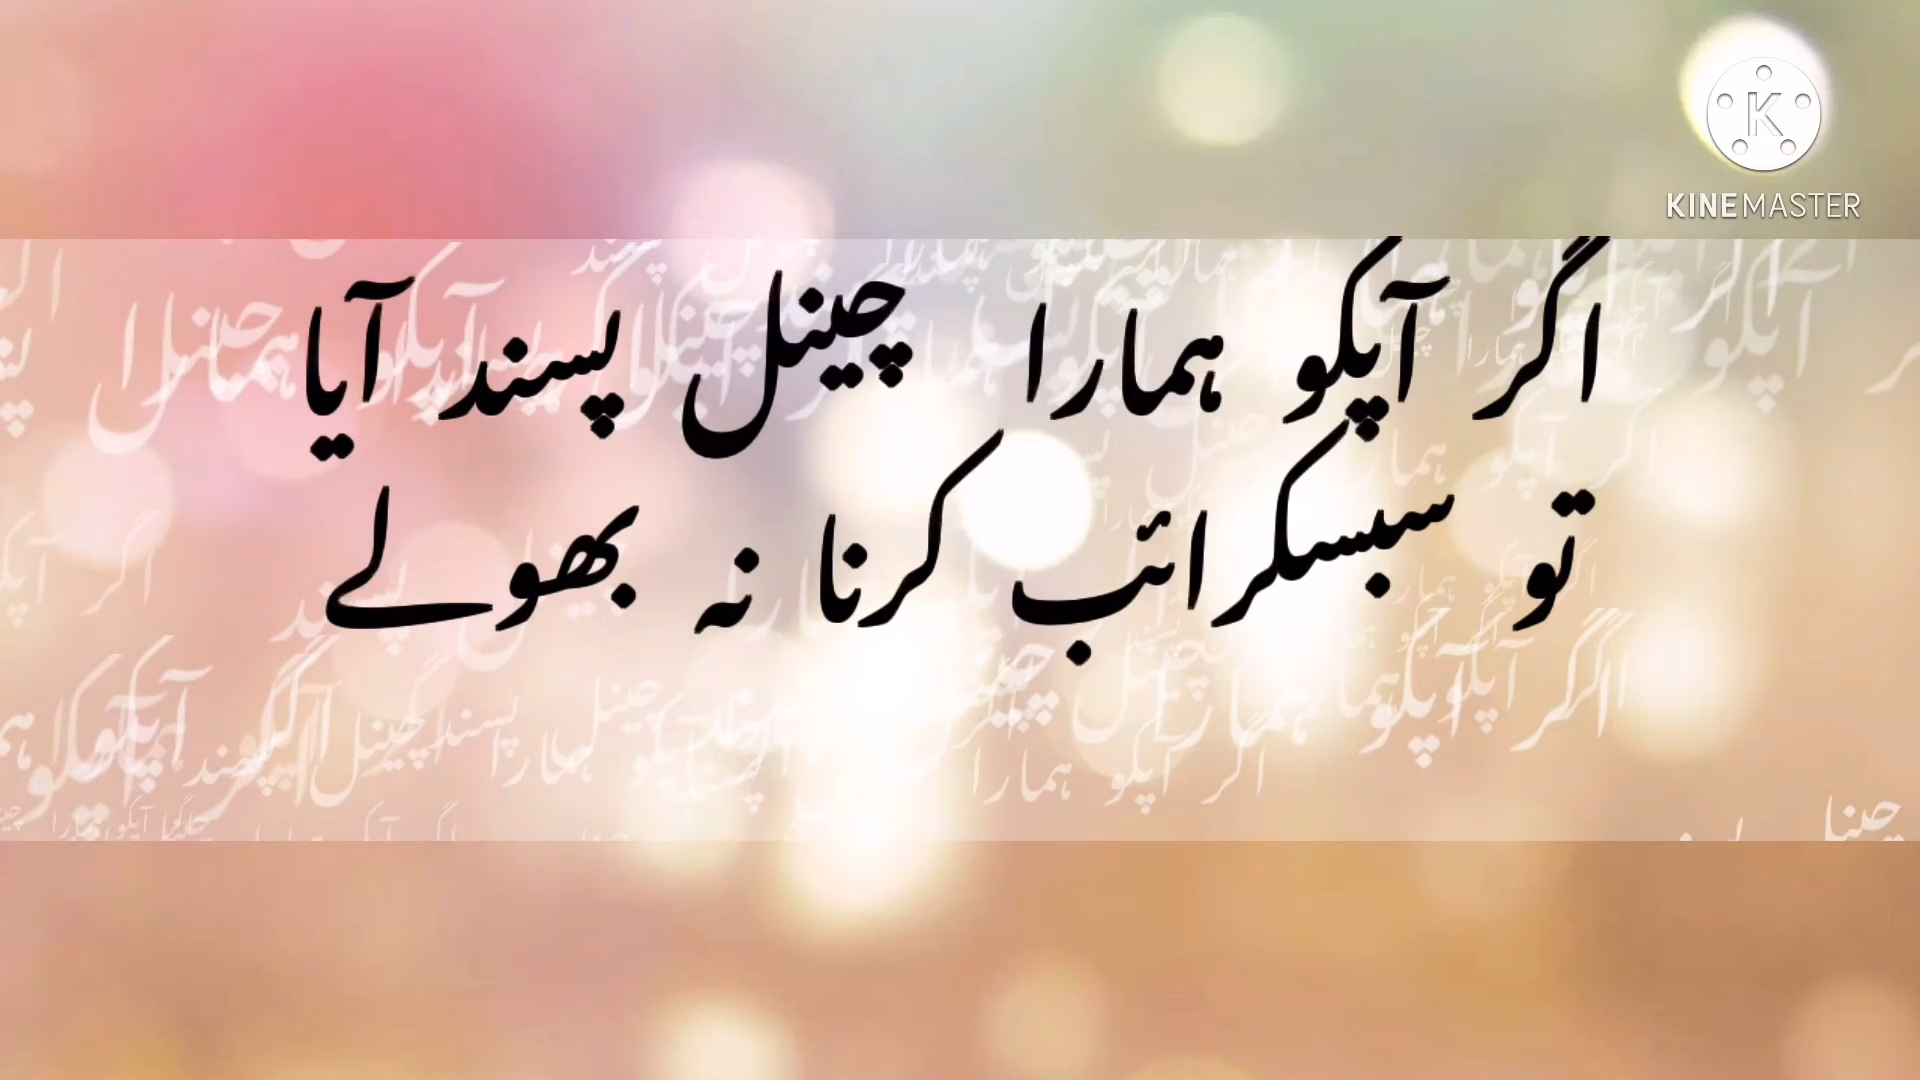 KINEMASTER
اگر آپکو ہمارا چینل پسند آیا
تو سبسکرائب کرنا نہ بھولے